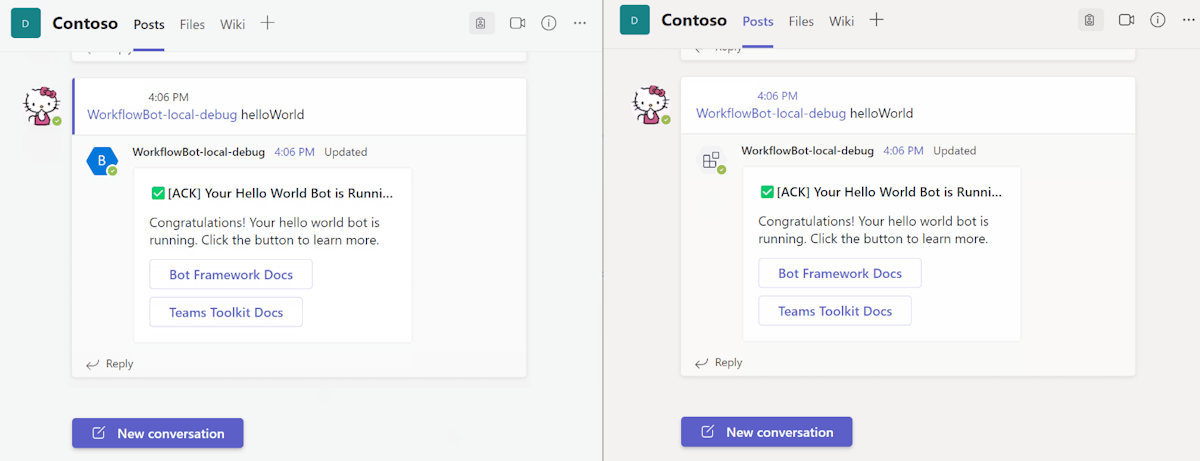 D Contoso Posts Files Wiki
Reply
4:06 PM
WorkflowBot-local-debug helloWorld
B WorkflowBot-local-debug 4:06 PM Updated
[ACK] Your Hello World Bot is Runni...
Congratulations! Your hello world bot is
running. Click the button to learn more.
Bot Framework Docs
Teams Toolkit Docs
Reply
New conversation
D Contoso Posts Files Wiki
Reply
4:06 PM
WorkflowBot-local-debug helloWorld
WorkflowBot-local-debug 4:06 PM Updated
[ACK] Your Hello World Bot is Runni...
Congratulations! Your hello world bot is
running. Click the button to learn more.
Bot Framework Docs
Teams Toolkit Docs
Reply
New conversation